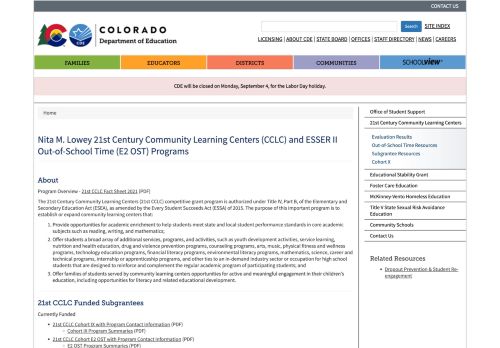 CONTACT US
COLORADO
Department of Education
CDE
Search
SITE INDEX
LICENSING | ABOUT CDE | STATE BOARD | OFFICES | STAFF DIRECTORY | NEWS | CAREERS
FAMILIES
EDUCATORS
DISTRICTS
COMMUNITIES
SCHOOLVIEW
CDE will be closed on Monday, September 4, for the Labor Day holiday.
Home
Nita M. Lowey 21st Century Community Learning Centers (CCLC) and ESSER II
Out-of-School Time (E2 OST) Programs
About
Program Overview - 21st CCLC Fact Sheet 2021 (PDF)
The 21st Century Community Learning Centers (21st CCLC) competitive grant program is authorized under Title IV, Part B, of the Elementary and
Secondary Education Act (ESEA), as amended by the Every Student Succeeds Act (ESSA) of 2015. The purpose of this important program is to
establish or expand community learning centers that:
1. Provide opportunities for academic enrichment to help students meet state and local student performance standards in core academic
subjects such as reading, writing, and mathematics;
2. Offer students a broad array of additional services, programs, and activities, such as youth development activities, service learning,
nutrition and health education, drug and violence prevention programs, counseling programs, arts, music, physical fitness and wellness
programs, technology education programs, financial literacy programs, environmental literacy programs, mathematics, science, career and
technical programs, internship or apprenticeship programs, and other ties to an in-demand industry sector or occupation for high school
students that are designed to reinforce and complement the regular academic program of participating students; and
3. Offer families of students served by community learning centers opportunities for active and meaningful engagement in their children's
education, including opportunities for literacy and related educational development.
21st CCLC Funded Subgrantees
Currently Funded
21st CCLC Cohort IX with Program Contact Information (PDF)
Cohort IX Program Summaries (PDF)
21st CCLC Cohort E2 OST with Program Contact Information (PDF)
E2 OST Program Summaries (PDF)
Office of Student Support
21st Century Community Learning Centers
Evaluation Results
Out-of-School Time Resources
Subgrantee Resources
Cohort X
Educational Stability Grant
Foster Care Education
McKinney-Vento Homeless Education
Title V State Sexual Risk Avoidance
Education
Community Schools
Contact Us
Related Resources
Dropout Prevention & Student Re-
engagement